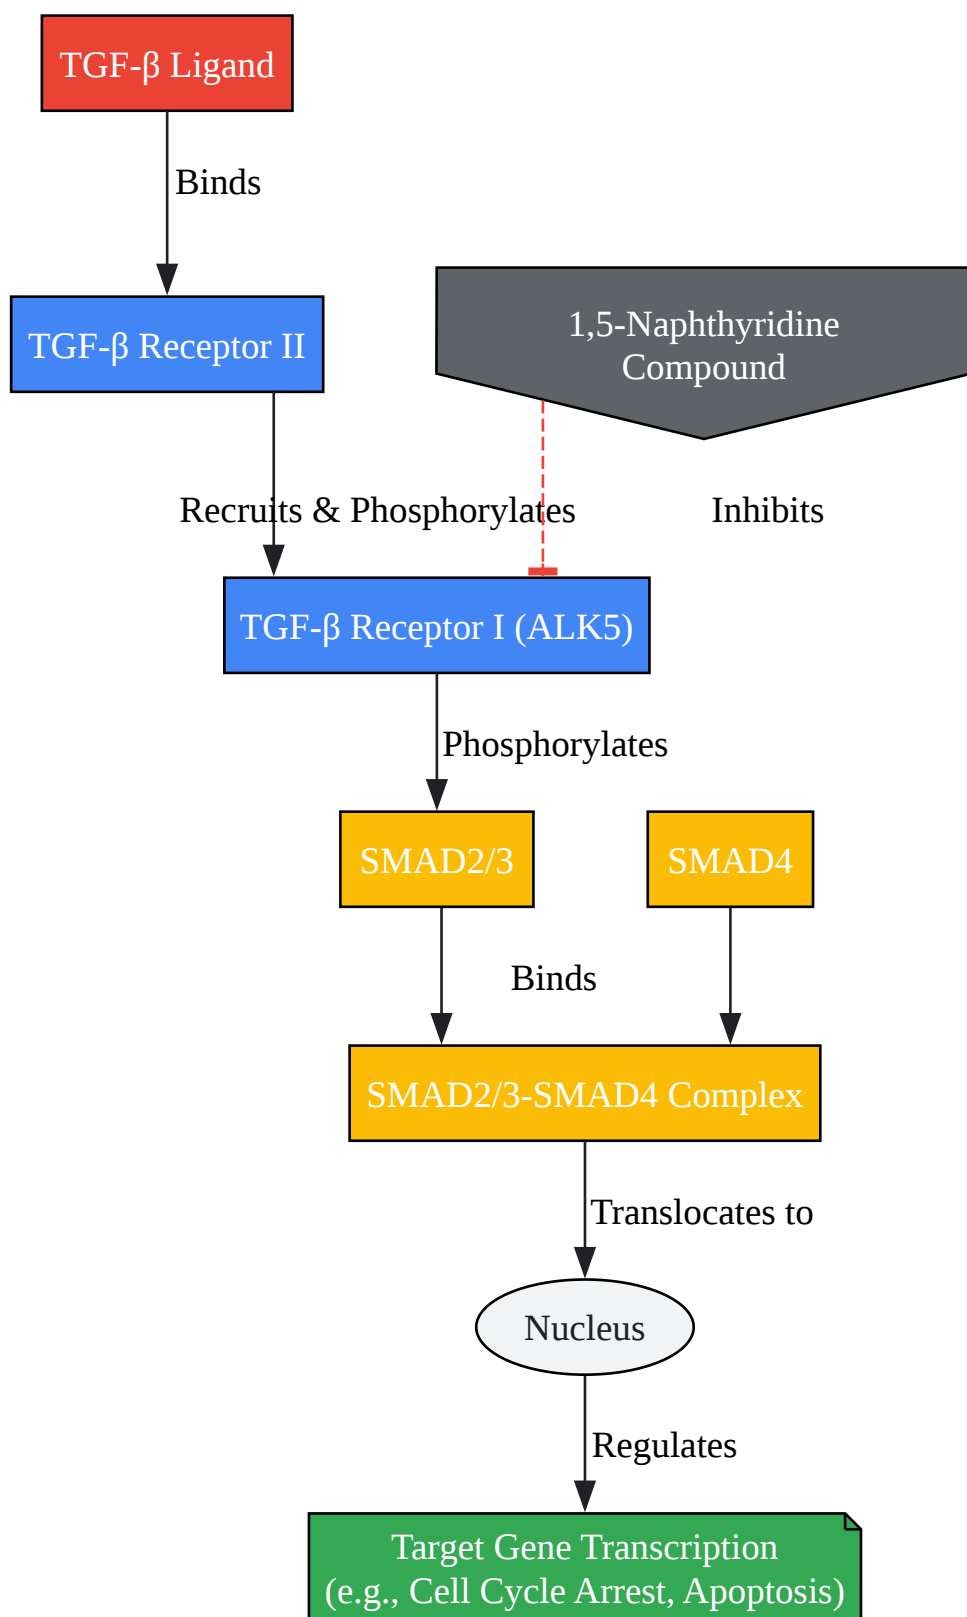 TGF-β Ligand
Binds
TGF-β Receptor II
1,5-Naphthyridine
Compound
Recruits & Phosphorylates
Inhibits
TGF-β Receptor I (ALK5)
Phosphorylates
SMAD2/3
SMAD4
Binds
SMAD2/3-SMAD4 Complex
Translocates to
Nucleus
Regulates
Target Gene Transcription
(e.g., Cell Cycle Arrest, Apoptosis)